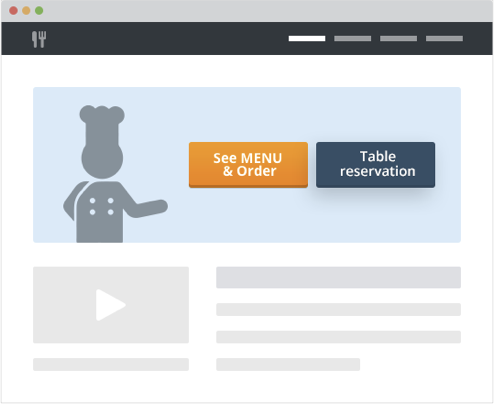 See MENU
& Order
Table
reservation